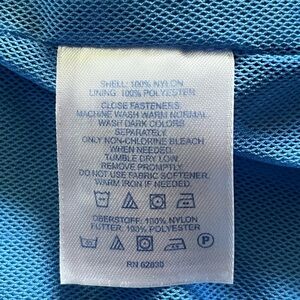 SHELL: 100% NYLON
LINING: 100% POLYESTER
CLOSE FASTENERS.
MACHINE WASH WARM NORMAL.
WASH DARK COLORS
SEPARATELY.
ONLY NON-CHLORINE BLEACH
WHEN NEEDED.
TUMBLE DRY LOW.
REMOVE PROMPTLY.
DO NOT USE FABRIC SOFTENER.
WARM IRON IF NEEDED.
OBERSTOFF: 100% NYLON
FUTTER: 100% POLYESTER
P
RN 62830